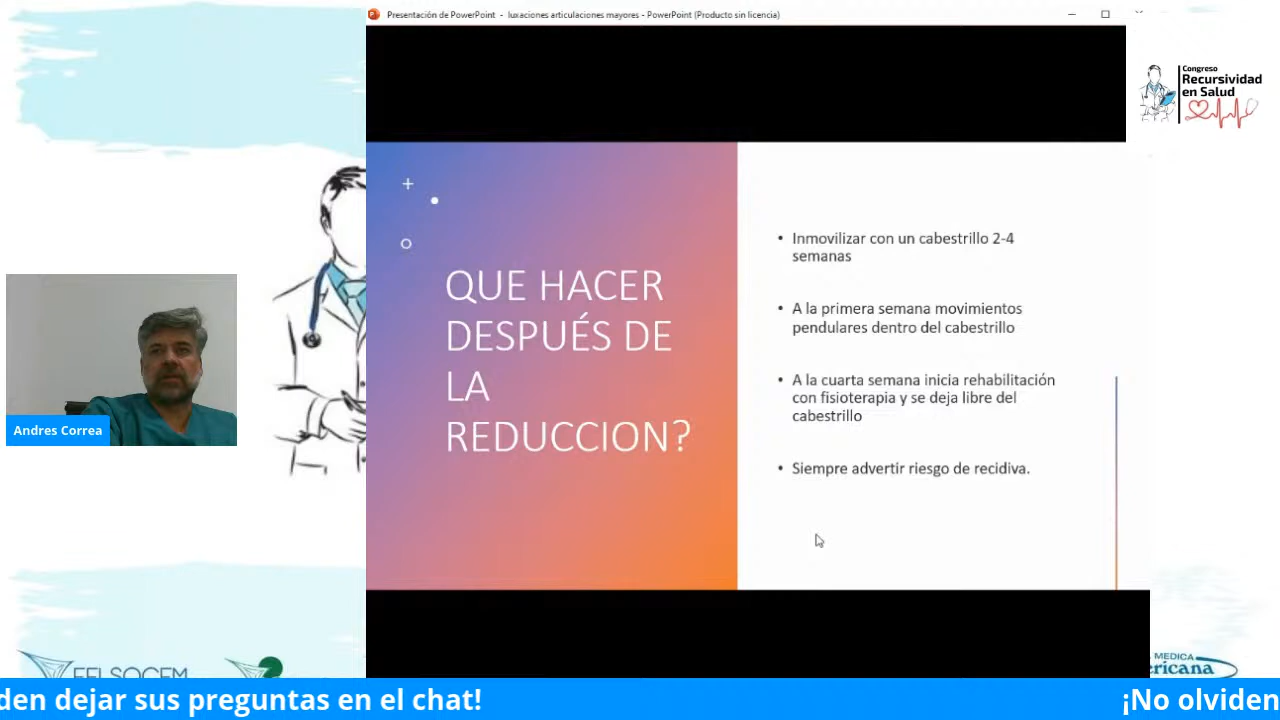 Presentación de PowerPoint - luxaciones articulaciones mayores - PowerPoint (Producto sin licencia)
Congreso
Recursividad
en Salud
QUE HACER
DESPUÉS DE
LA
REDUCCION?
• Inmovilizar con un cabestrillo 2-4
semanas
• A la primera semana movimientos
pendulares dentro del cabestrillo
• A la cuarta semana inicia rehabilitación
con fisioterapia y se deja libre del
cabestrillo
• Siempre advertir riesgo de recidiva.
Andres Correa
MEDICA
ericana
den dejar sus preguntas en el chat!
¡No olviden